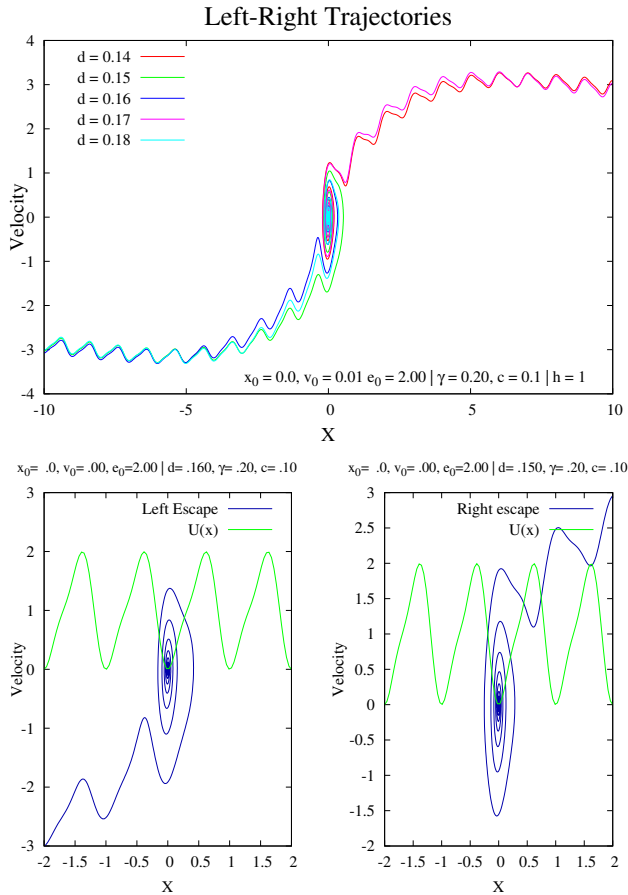 Left-Right Trajectories
4
3
2
1
0
-1
-2
-3
-4
Velocity
d = 0.14
d = 0.15
d = 0.16
d = 0.17
d = 0.18
x0 = 0.0, v0 = 0.01 e0 = 2.00 | γ = 0.20, c = 0.1 | h = 1
-10 -5 0 5 10
X
x0= .0, v0= .00, e0=2.00 | d= .160, γ= .20, c= .10
3
2
1
0
-1
-2
-3
Velocity
Left Escape
U(x)
-2 -1.5 -1 -0.5 0 0.5 1 1.5 2
X
x0= .0, v0= .00, e0=2.00 | d= .150, γ= .20, c= .10
3
2.5
2
1.5
1
0.5
0
-0.5
-1
-1.5
-2
Velocity
Right escape
U(x)
-2 -1.5 -1 -0.5 0 0.5 1 1.5 2
X